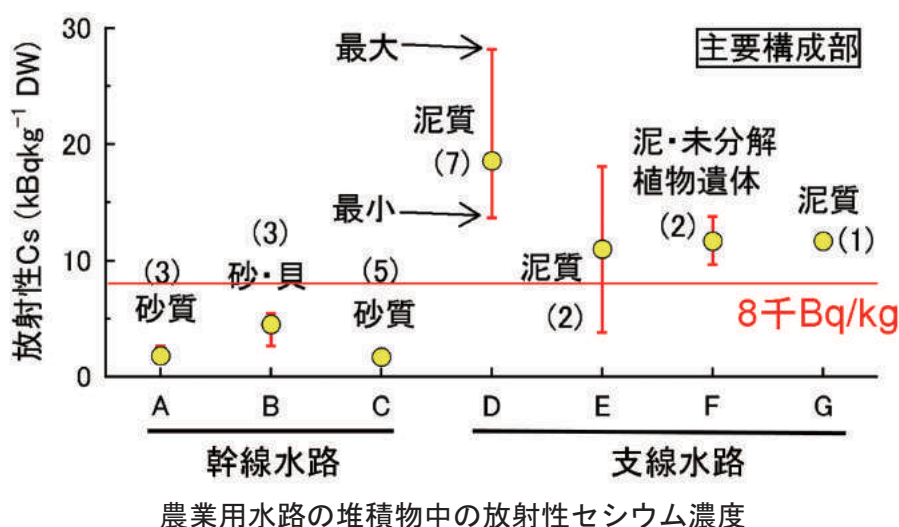 放射性Cs (kBqkg⁻¹ DW)
30
20
10
0
主要構成部
最大
最小
泥質
(7)
泥・未分解
植物遺体
(2)
泥質
(1)
(3)
砂質
(3)
砂・貝
(5)
砂質
泥質
(2)
8千Bq/kg
A
B
C
D
E
F
G
幹線水路
支線水路
農業用水路の堆積物中の放射性セシウム濃度